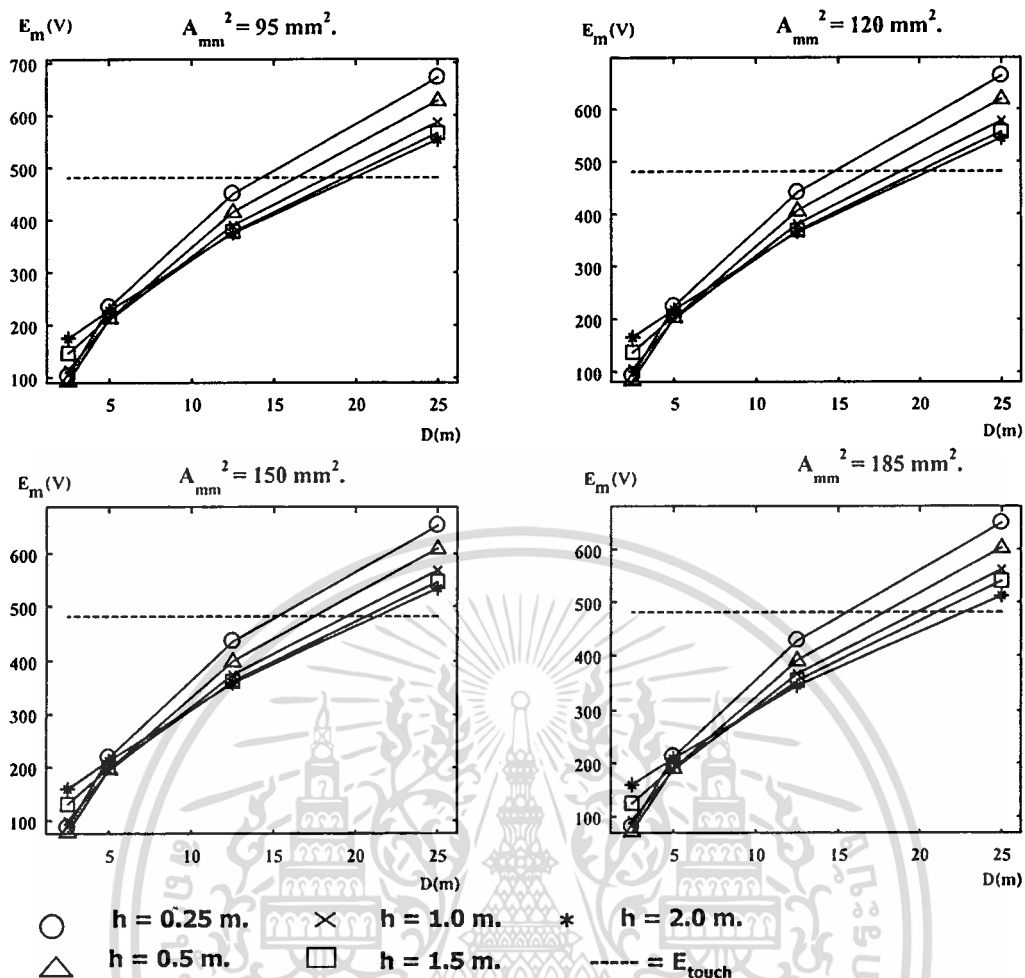 E_m(V) A_mm^2 = 95 mm^2.
700
600
500
400
300
200
100
5 10 15 20 25
D(m)
E_m(V) A_mm^2 = 120 mm^2.
600
500
400
300
200
100
5 10 15 20 25
D(m)
E_m(V) A_mm^2 = 150 mm^2.
600
500
400
300
200
100
5 10 15 20 25
D(m)
E_m(V) A_mm^2 = 185 mm^2.
600
500
400
300
200
100
5 10 15 20 25
D(m)
h = 0.25 m. h = 1.0 m. h = 2.0 m.
h = 0.5 m. h = 1.5 m. = E_touch